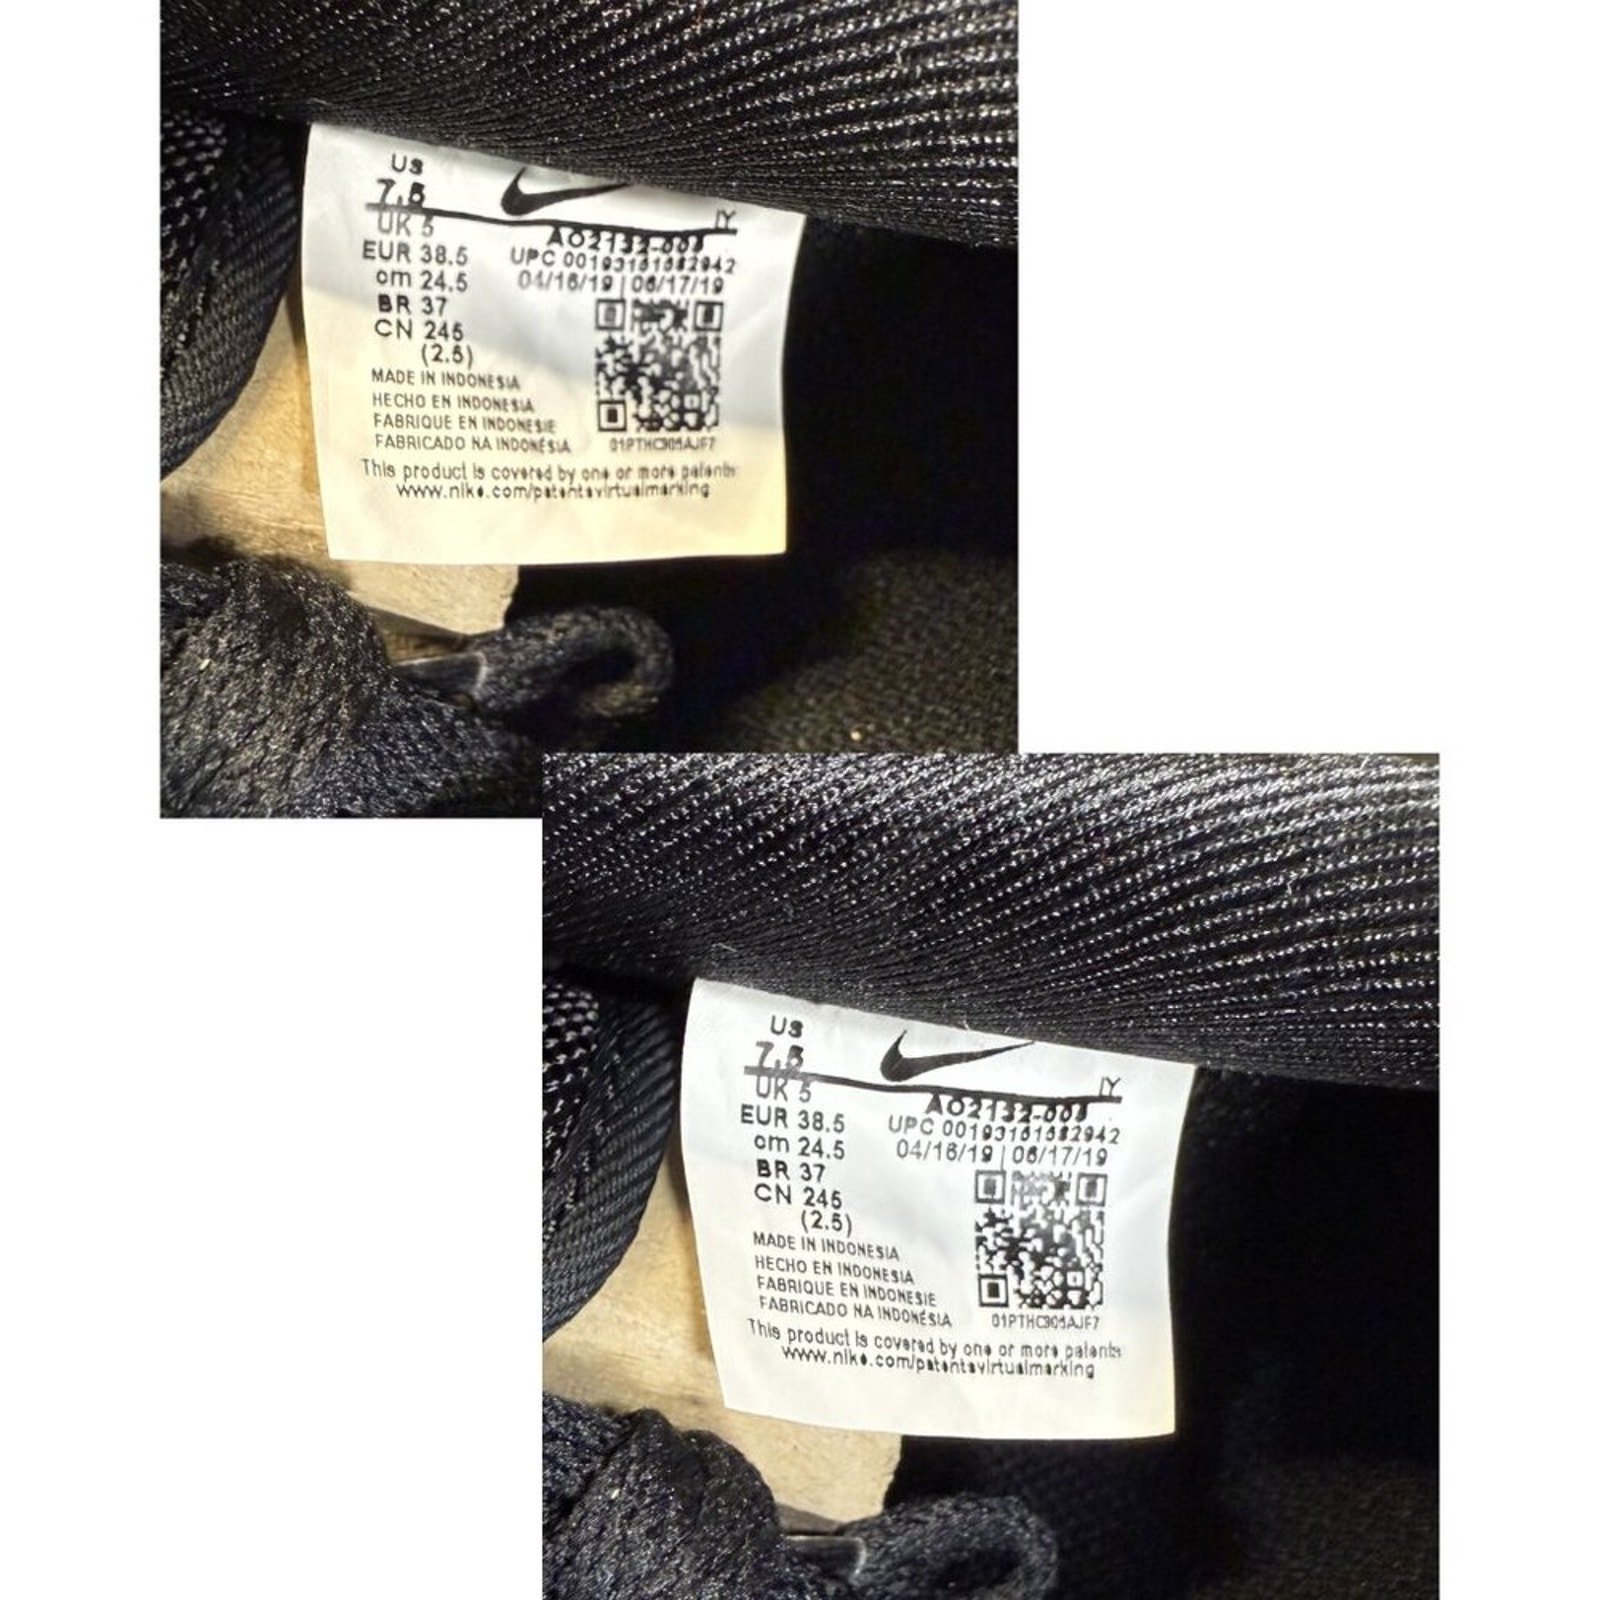 US
7.5
UK 5
EUR 38.5
cm 24.5
BR 37
CN 245
(2.5)
IY
UPC
04/16/19 | 06/17/19
MADE IN INDONESIA
HECHO EN INDONESIA
FABRIQUE EN INDONESIE
FABRICADO NA INDONÉSIA
This product is covered by one or more patents
www.nike.com/patentsvirtualmarking
US
7.5
UK 5
EUR 38.5
cm 24.5
BR 37
CN 245
(2.5)
IY
UPC
04/16/19 | 06/17/19
MADE IN INDONESIA
HECHO EN INDONESIA
FABRIQUE EN INDONESIE
FABRICADO NA INDONÉSIA
This product is covered by one or more patents
www.nike.com/patentsvirtualmarking